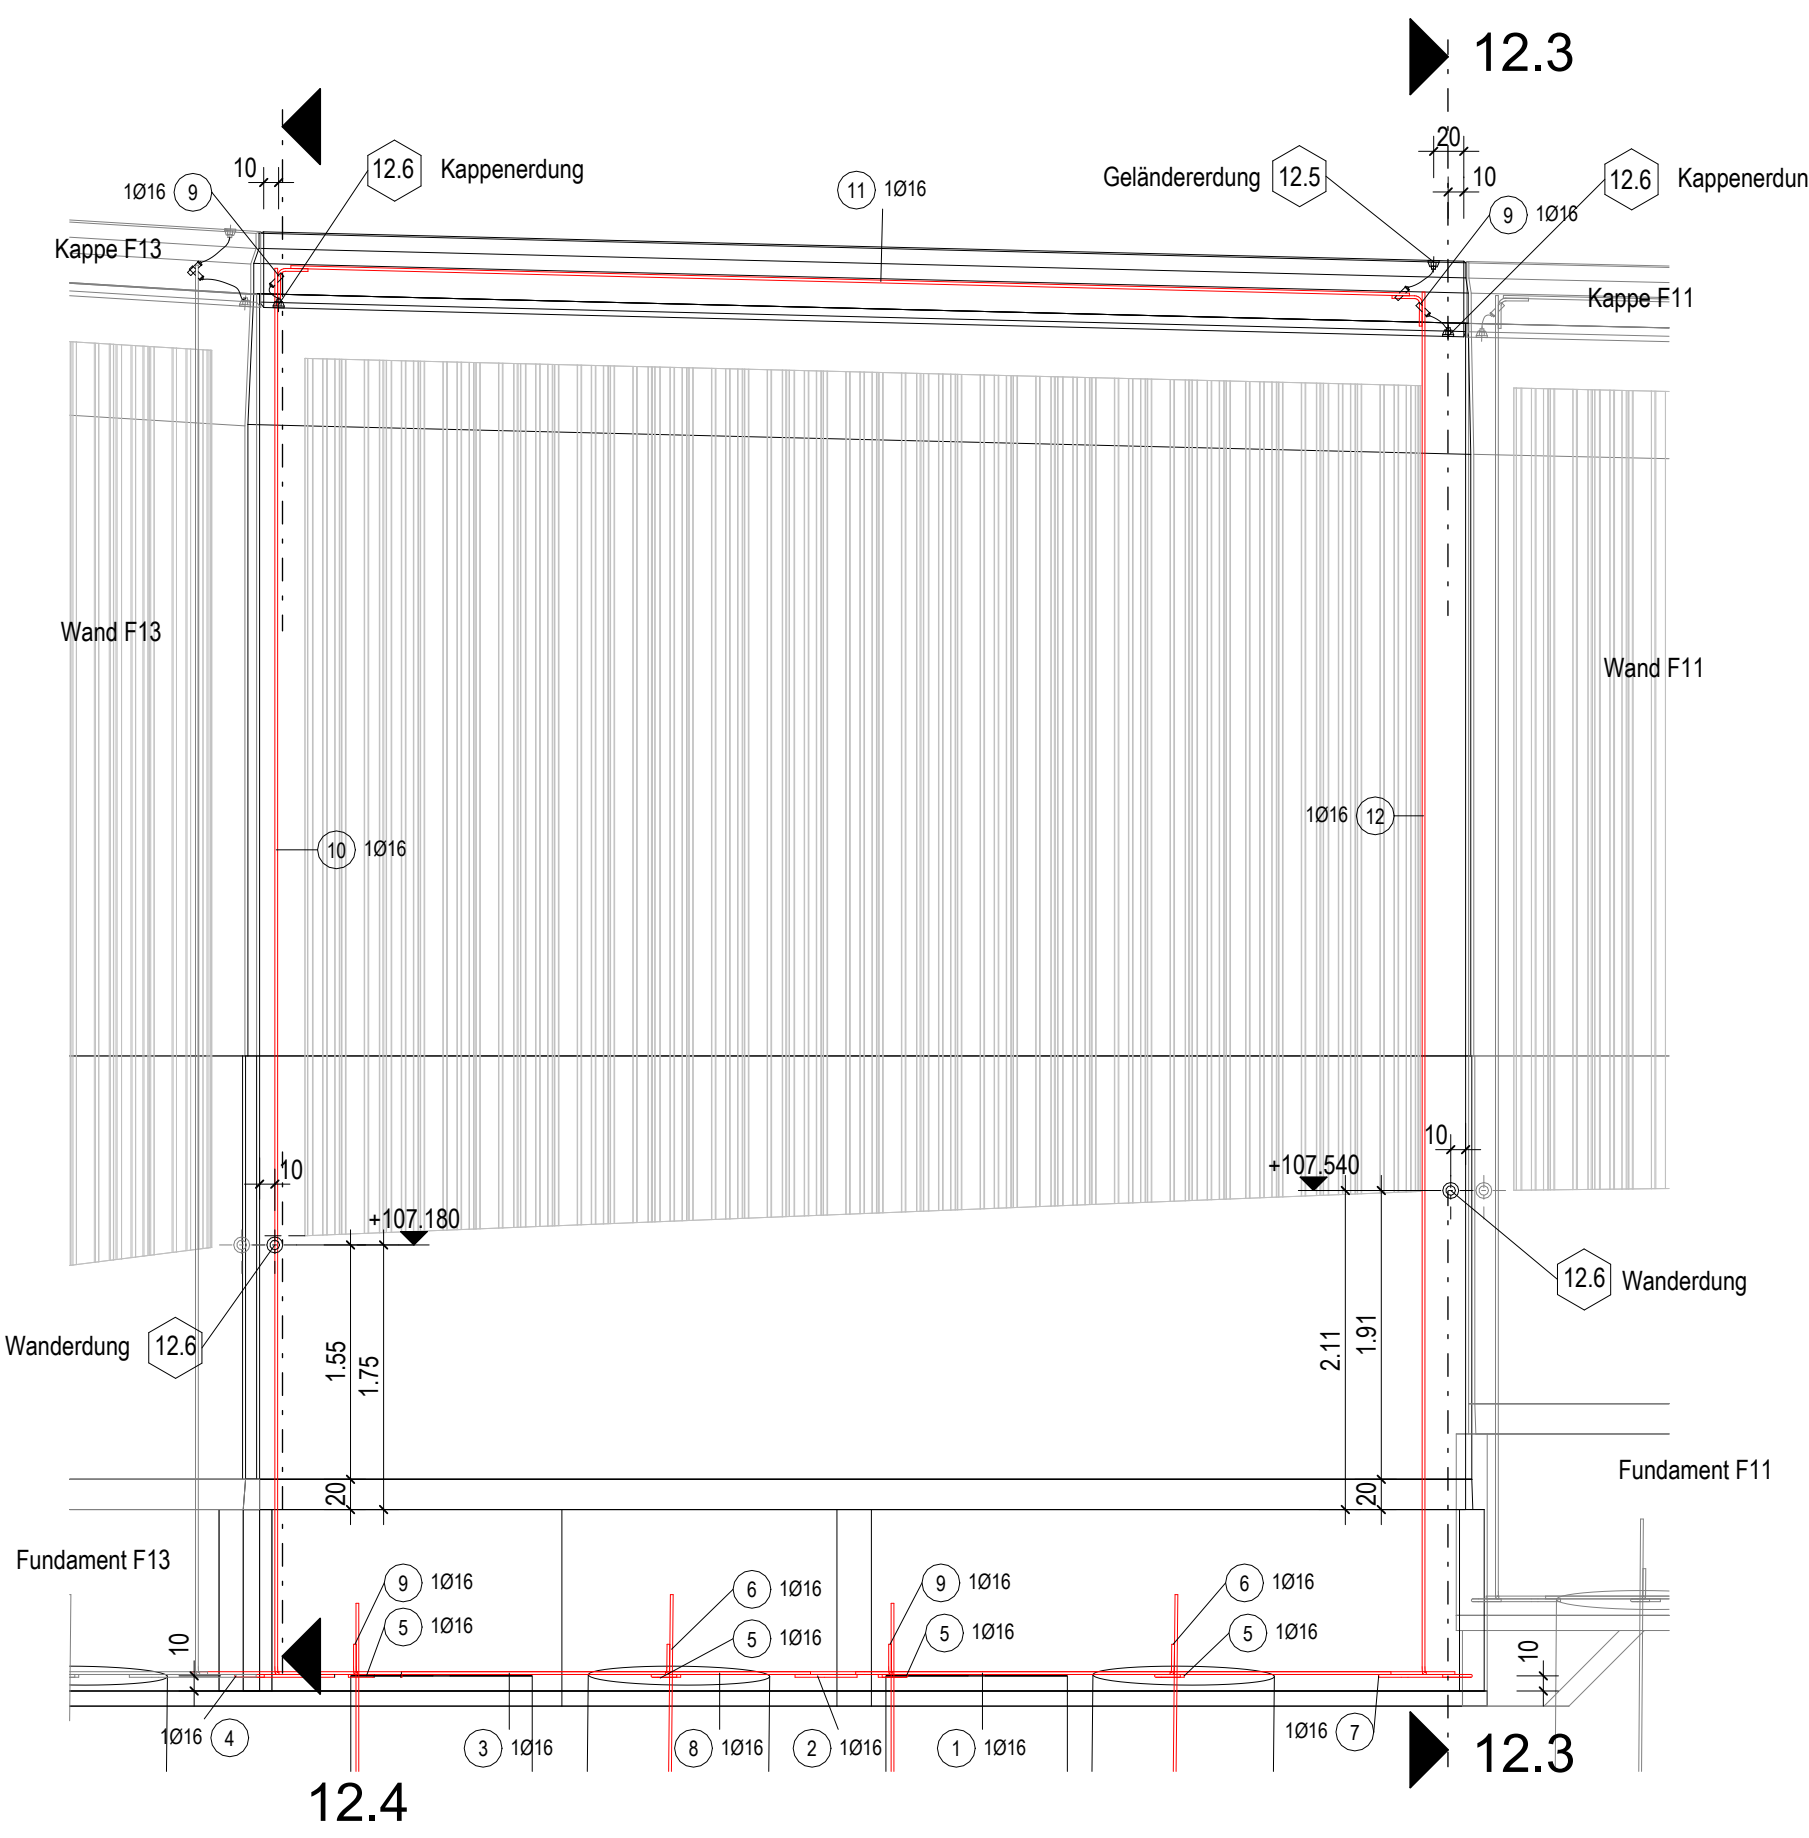 12.3
20
10
12.6 Kappenerdung
Geländererdung 12.5
10
12.6 Kappenerdun
1Ø16 9
11 1Ø16
9 1Ø16
Kappe F13
Kappe F11
Wand F13
Wand F11
1Ø16 12
10 1Ø16
10
+107.540
10
+107.180
12.6 Wanderdung
Wanderdung 12.6
1.55
1.75
2.11
1.91
20
20
Fundament F11
Fundament F13
9 1Ø16
6 1Ø16
9 1Ø16
6 1Ø16
5 1Ø16
5 1Ø16
5 1Ø16
5 1Ø16
10
10
1Ø16 4
3 1Ø16
8 1Ø16
2 1Ø16
1 1Ø16
1Ø16 7
12.3
12.4